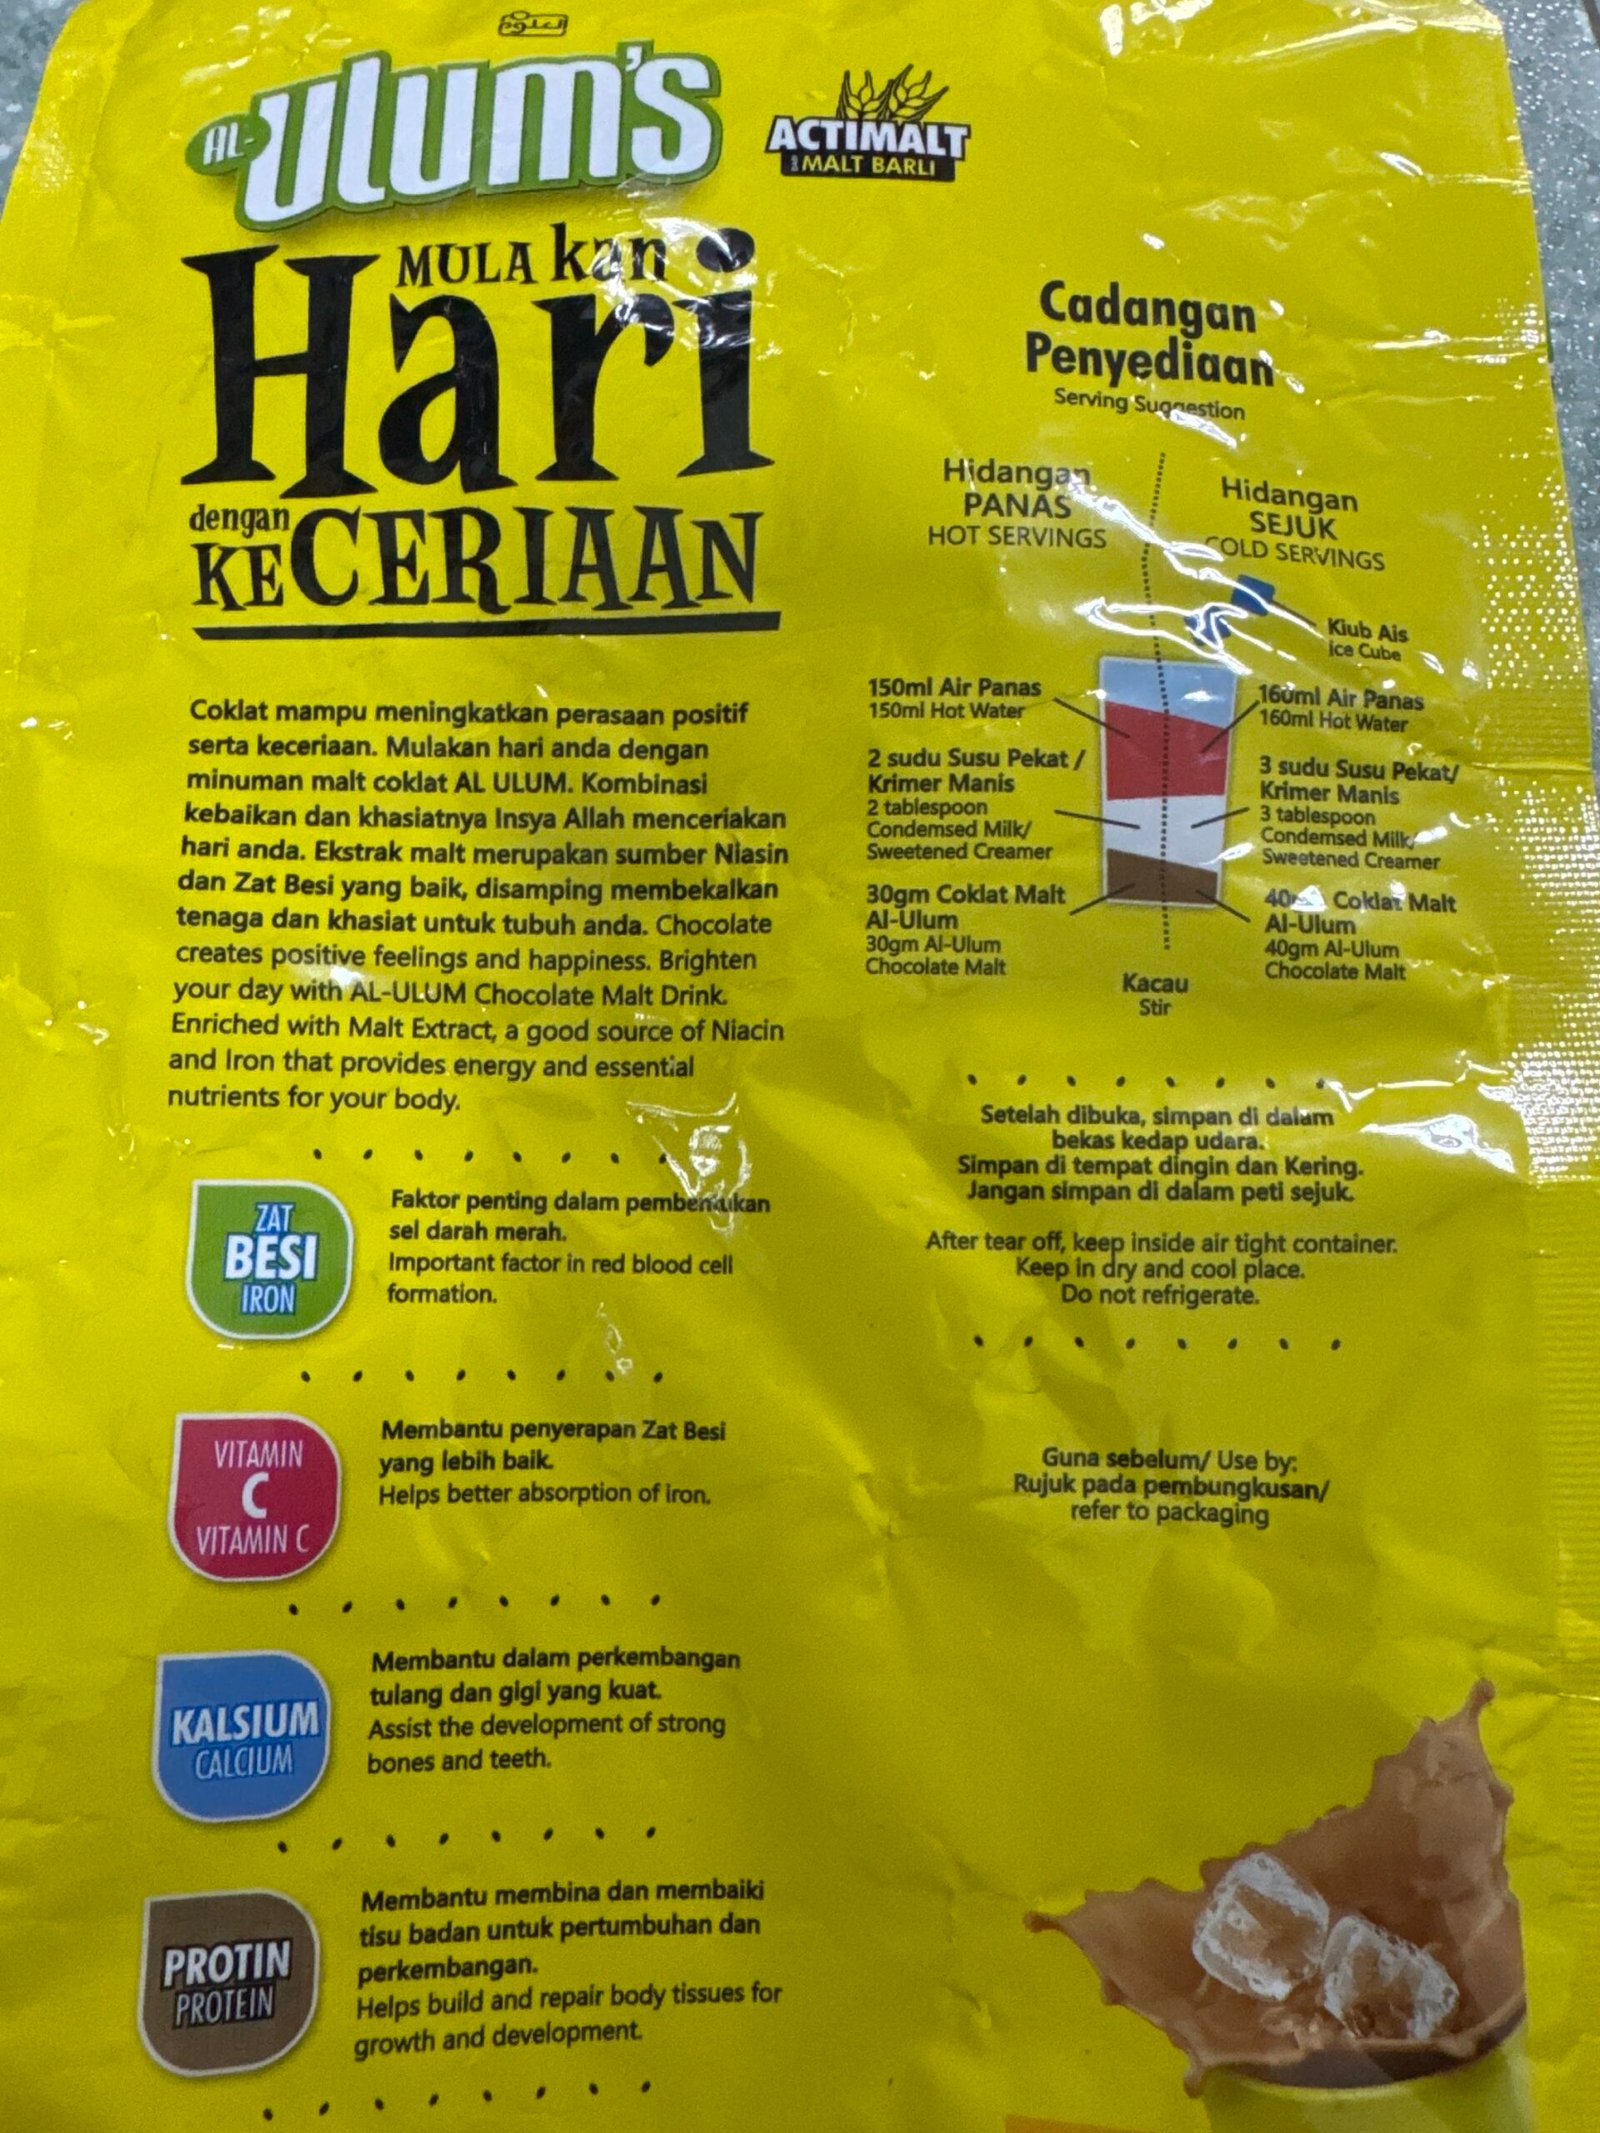 العلوم
AL-Ulum's
ACTIMALT
MALT BARLI
MULAkan
Hari
dengan
KECERIAAN
Coklat mampu meningkatkan perasaan positif
serta keceriaan. Mulakan hari anda dengan
minuman malt coklat AL ULUM. Kombinasi
kebaikan dan khasiatnya Insya Allah menceriakan
hari anda. Ekstrak malt merupakan sumber Niasin
dan Zat Besi yang baik, disamping membekalkan
tenaga dan khasiat untuk tubuh anda. Chocolate
creates positive feelings and happiness. Brighten
your day with AL-ULUM Chocolate Malt Drink.
Enriched with Malt Extract, a good source of Niacin
and Iron that provides energy and essential
nutrients for your body.
ZAT
BESI
IRON
Faktor penting dalam pembentukan
sel darah merah.
Important factor in red blood cell
formation.
VITAMIN
C
VITAMIN C
Membantu penyerapan Zat Besi
yang lebih baik.
Helps better absorption of iron.
KALSIUM
CALCIUM
Membantu dalam perkembangan
tulang dan gigi yang kuat.
Assist the development of strong
bones and teeth.
PROTIN
PROTEIN
Membantu membina dan membaiki
tisu badan untuk pertumbuhan dan
perkembangan.
Helps build and repair body tissues for
growth and development.
Cadangan
Penyediaan
Serving Suggestion
Hidangan
PANAS
HOT SERVINGS
Hidangan
SEJUK
COLD SERVINGS
Kiub Ais
Ice Cube
150ml Air Panas
150ml Hot Water
2 sudu Susu Pekat /
Krimer Manis
2 tablespoon
Condemsed Milk/
Sweetened Creamer
30gm Coklat Malt
Al-Ulum
30gm Al-Ulum
Chocolate Malt
160ml Air Panas
160ml Hot Water
3 sudu Susu Pekat/
Krimer Manis
3 tablespoon
Condemsed Milk/
Sweetened Creamer
40gm Coklat Malt
Al-Ulum
40gm Al-Ulum
Chocolate Malt
Kacau
Stir
Setelah dibuka, simpan di dalam
bekas kedap udara.
Simpan di tempat dingin dan Kering.
Jangan simpan di dalam peti sejuk.
After tear off, keep inside air tight container.
Keep in dry and cool place.
Do not refrigerate.
Guna sebelum/ Use by:
Rujuk pada pembungkusan/
refer to packaging